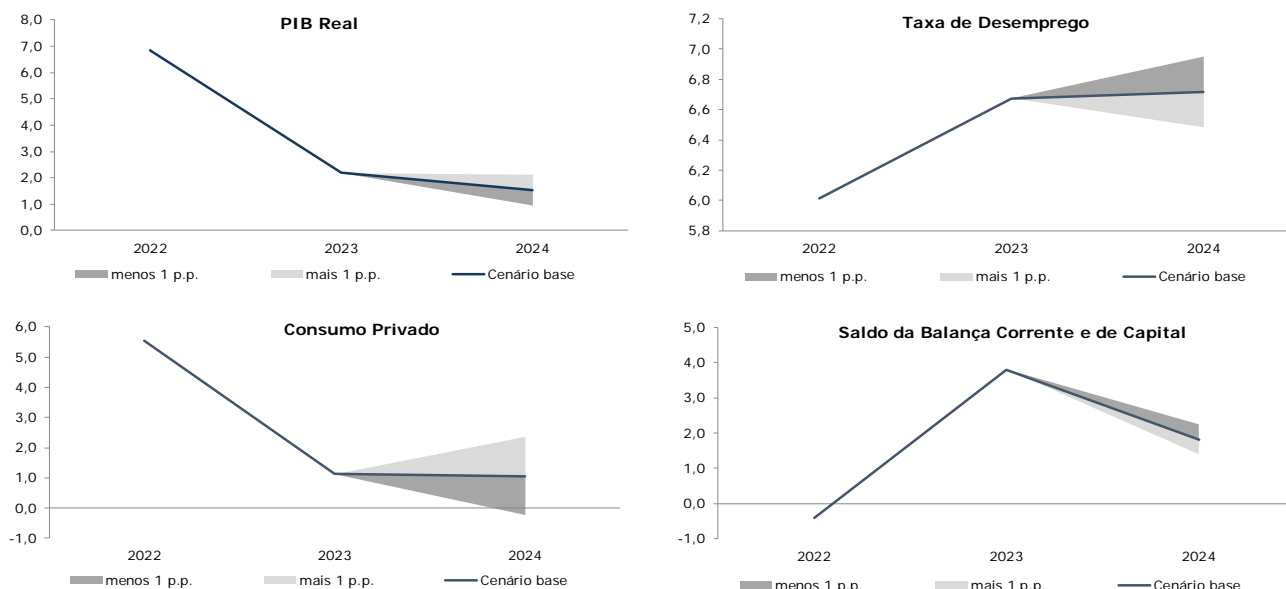 PIB Real
8,0
7,0
6,0
5,0
4,0
3,0
2,0
1,0
0,0
2022 2023 2024
menos 1 p.p. mais 1 p.p. Cenário base
Taxa de Desemprego
7,2
7,0
6,8
6,6
6,4
6,2
6,0
5,8
2022 2023 2024
menos 1 p.p. mais 1 p.p. Cenário base
Consumo Privado
6,0
5,0
4,0
3,0
2,0
1,0
0,0
-1,0
2022 2023 2024
menos 1 p.p. mais 1 p.p. Cenário base
Saldo da Balança Corrente e de Capital
5,0
4,0
3,0
2,0
1,0
0,0
-1,0
2022 2023 2024
menos 1 p.p. mais 1 p.p. Cenário base